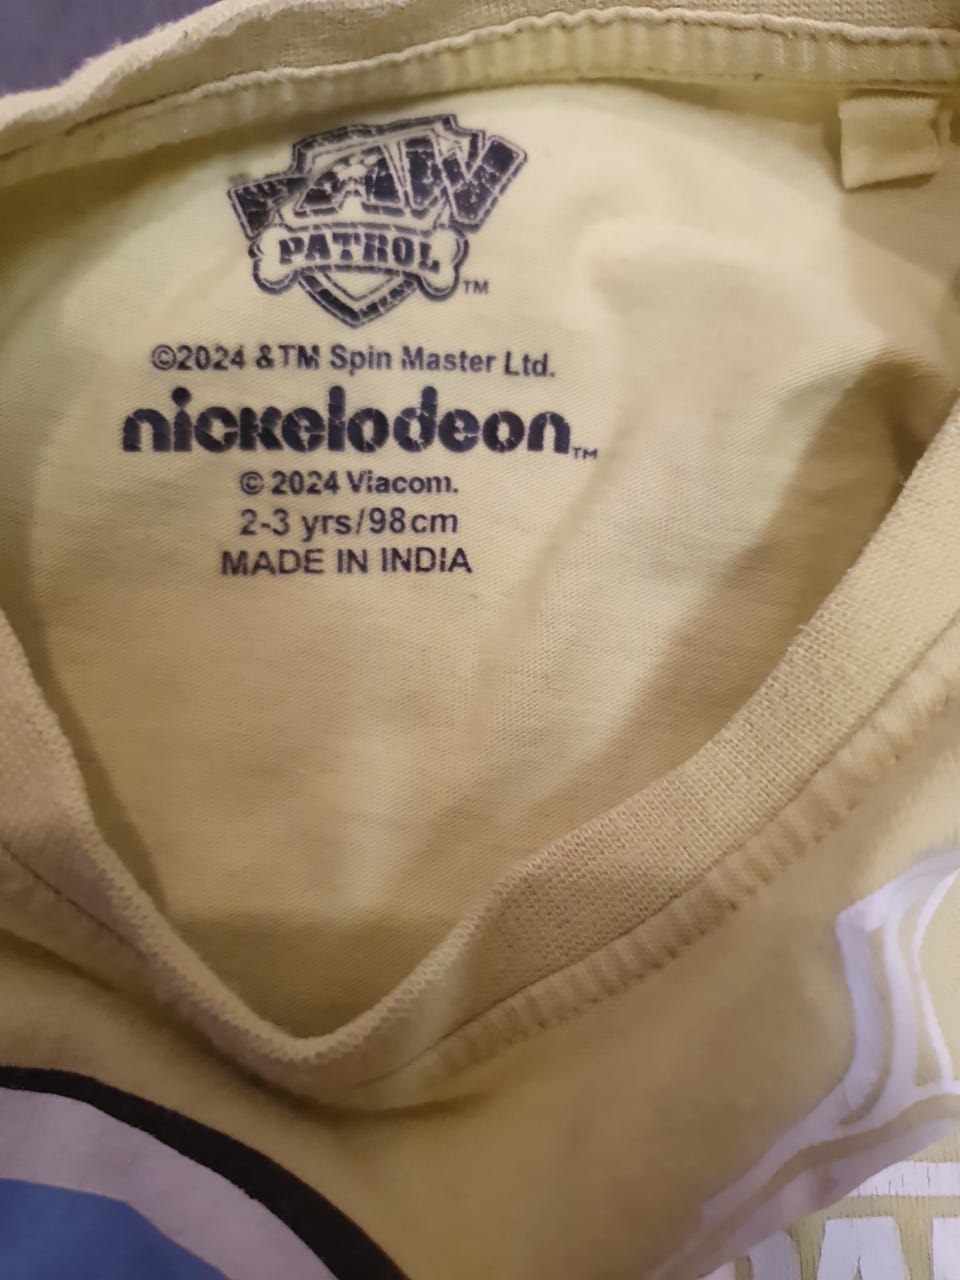 PAW
PATROL
TM
©2024 &TM Spin Master Ltd.
nickelodeon TM
© 2024 Viacom.
2-3 yrs/98cm
MADE IN INDIA